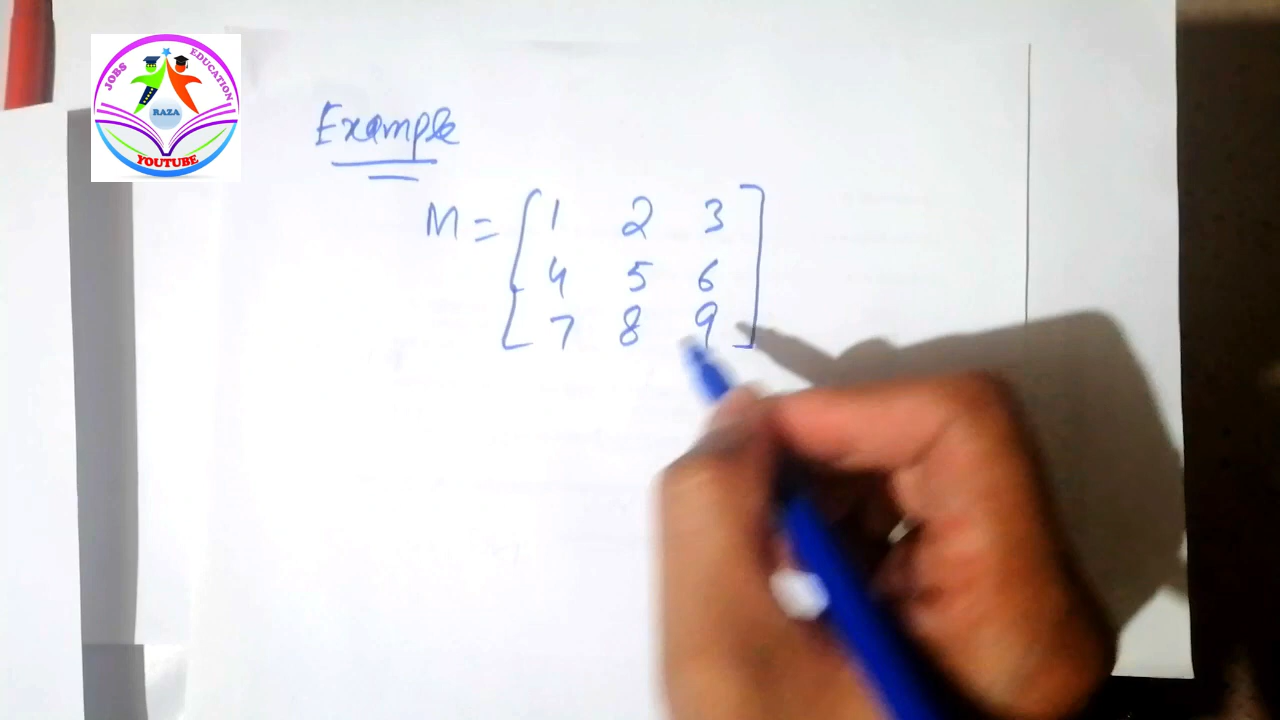 JOBS EDUCATION
RAZA
YOUTUBE
Example
M = [ 1 2 3
4 5 6
7 8 9 ]